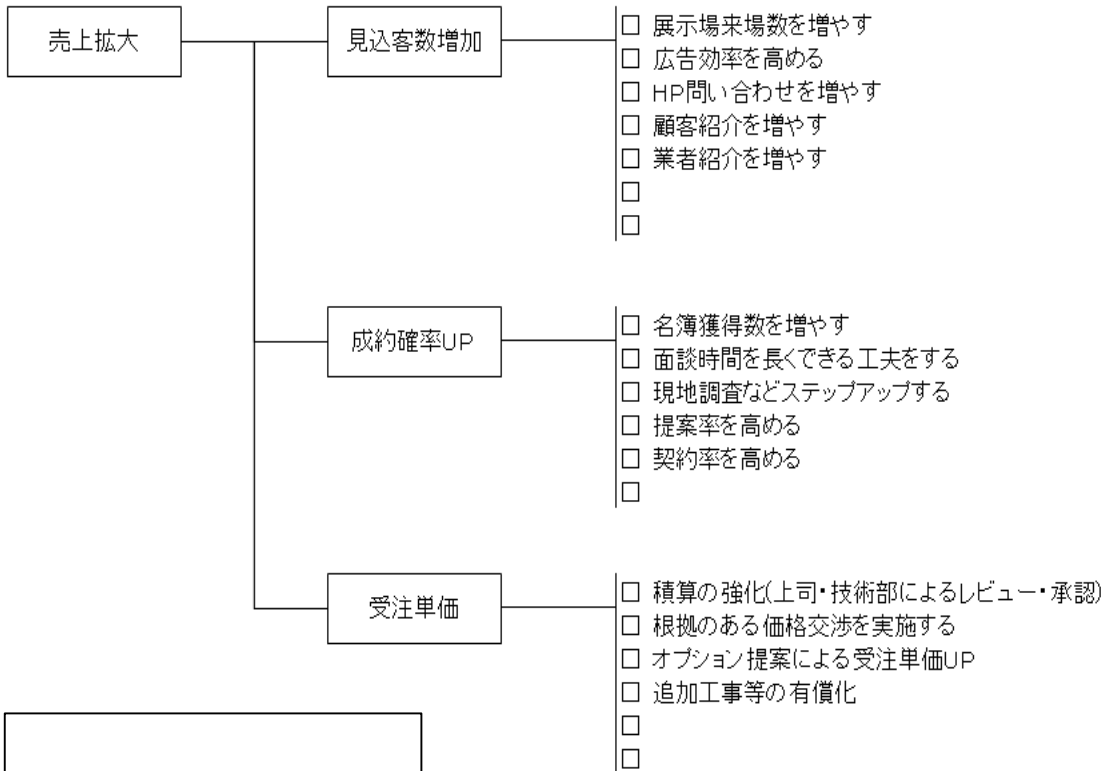 売上拡大
見込客数増加
□ 展示場来場数を増やす
□ 広告効率を高める
□ HP問い合わせを増やす
□ 顧客紹介を増やす
□ 業者紹介を増やす
□
□
成約確率UP
□ 名簿獲得数を増やす
□ 面談時間を長くできる工夫をする
□ 現地調査などステップアップする
□ 提案率を高める
□ 契約率を高める
□
受注単価
□ 積算の強化(上司・技術部によるレビュー・承認)
□ 根拠のある価格交渉を実施する
□ オプション提案による受注単価UP
□ 追加工事等の有償化
□
□